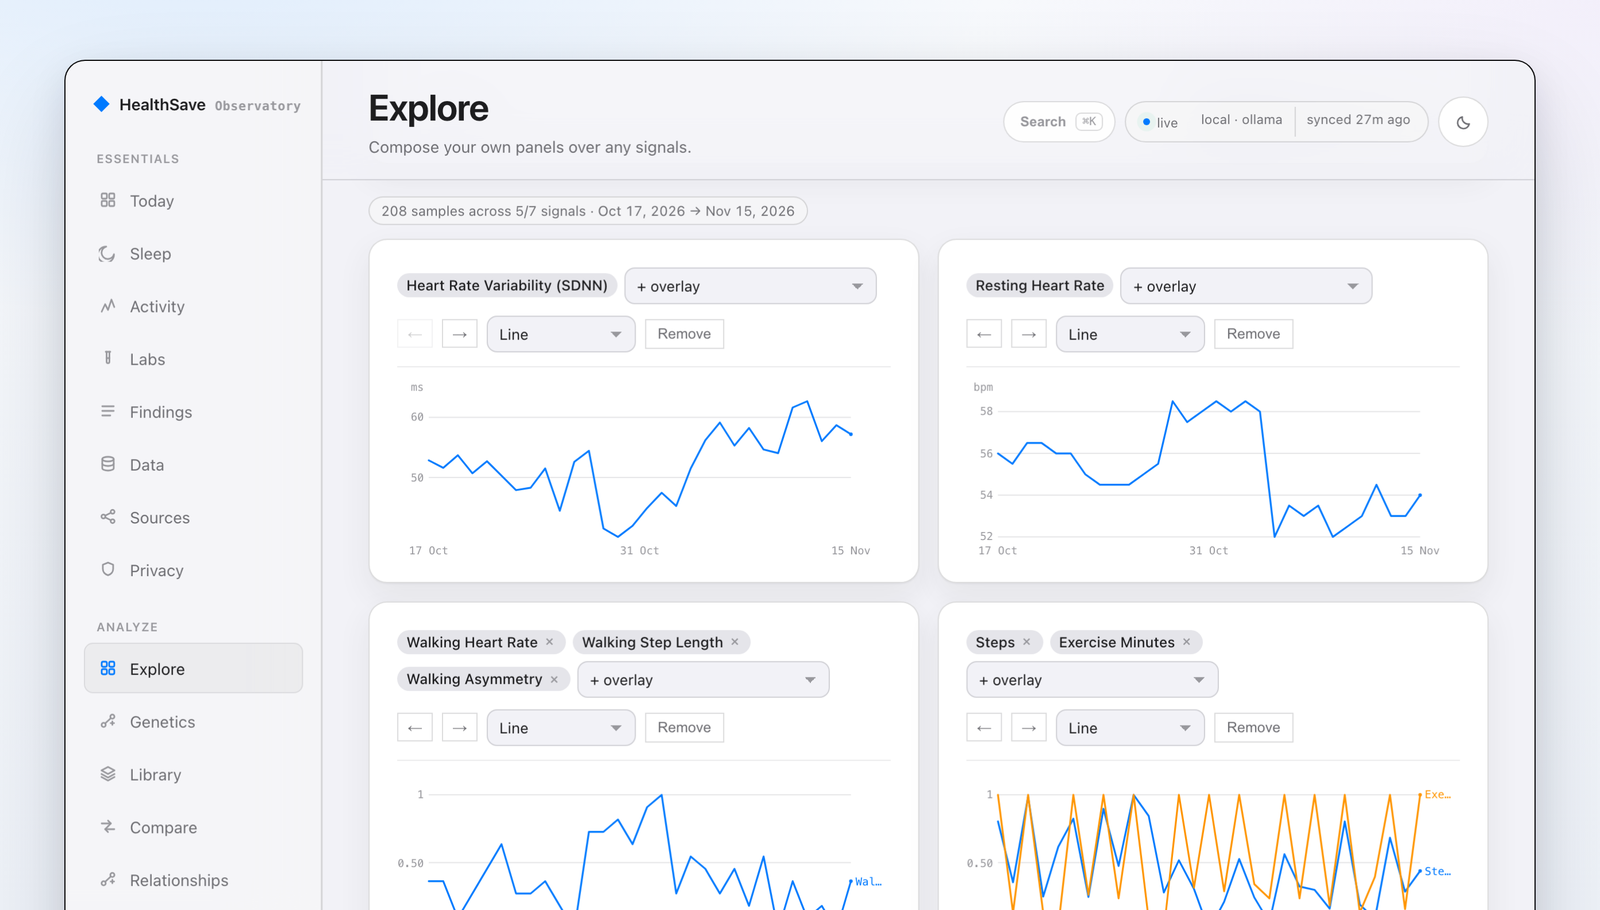 HealthSave Observatory
ESSENTIALS
Today
Sleep
Activity
Labs
Findings
Data
Sources
Privacy
ANALYZE
Explore
Genetics
Library
Compare
Relationships
Explore
Compose your own panels over any signals.
Search ⌘K
live local · ollama synced 27m ago
208 samples across 5/7 signals · Oct 17, 2026 → Nov 15, 2026
Heart Rate Variability (SDNN) + overlay
← → Line Remove
ms
60
50
17 Oct 31 Oct 15 Nov
Resting Heart Rate + overlay
← → Line Remove
bpm
58
56
54
52
17 Oct 31 Oct 15 Nov
Walking Heart Rate × Walking Step Length ×
Walking Asymmetry × + overlay
← → Line Remove
1
0.50
Wal…
Steps × Exercise Minutes ×
+ overlay
← → Line Remove
1
Exe…
0.50
Ste…